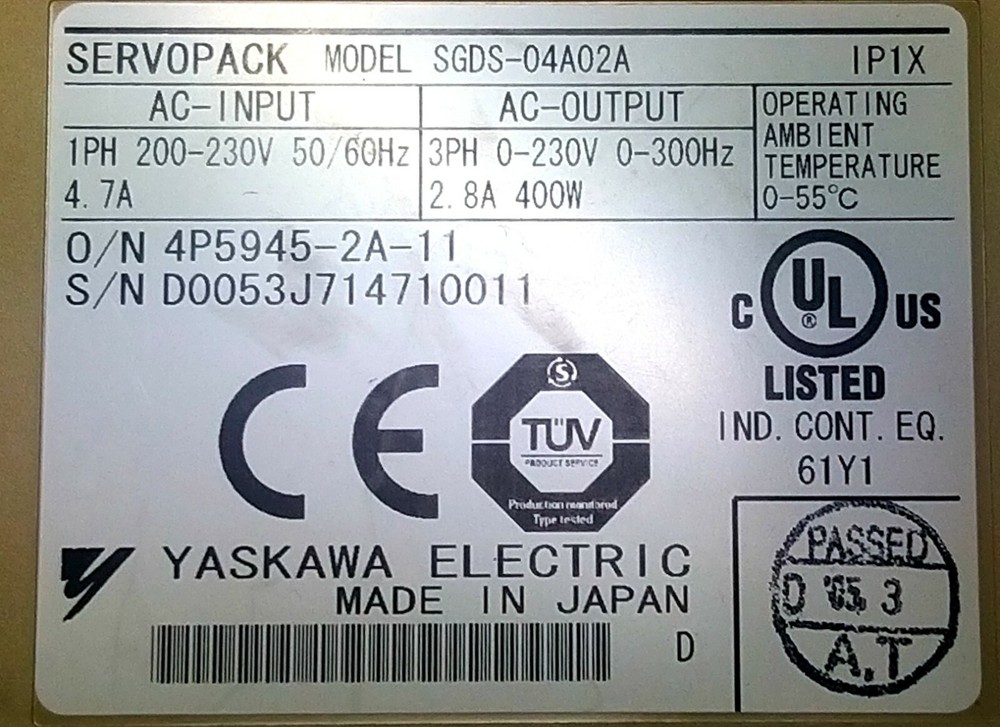 SERVOPACK MODEL SGDS-04A02A IP1X
AC-INPUT
1PH 200-230V 50/60Hz
4.7A
AC-OUTPUT
3PH 0-230V 0-300Hz
2.8A 400W
OPERATING
AMBIENT
TEMPERATURE
0-55℃
O/N 4P5945-2A-11
S/N D0053J714710011
C UL® US
LISTED
IND. CONT. EQ.
61Y1
CE
S
TÜV
PRODUCT SERVICE
Production monitored
Type tested
YASKAWA ELECTRIC
MADE IN JAPAN
D
PASSED
0 '05. 3
A.T